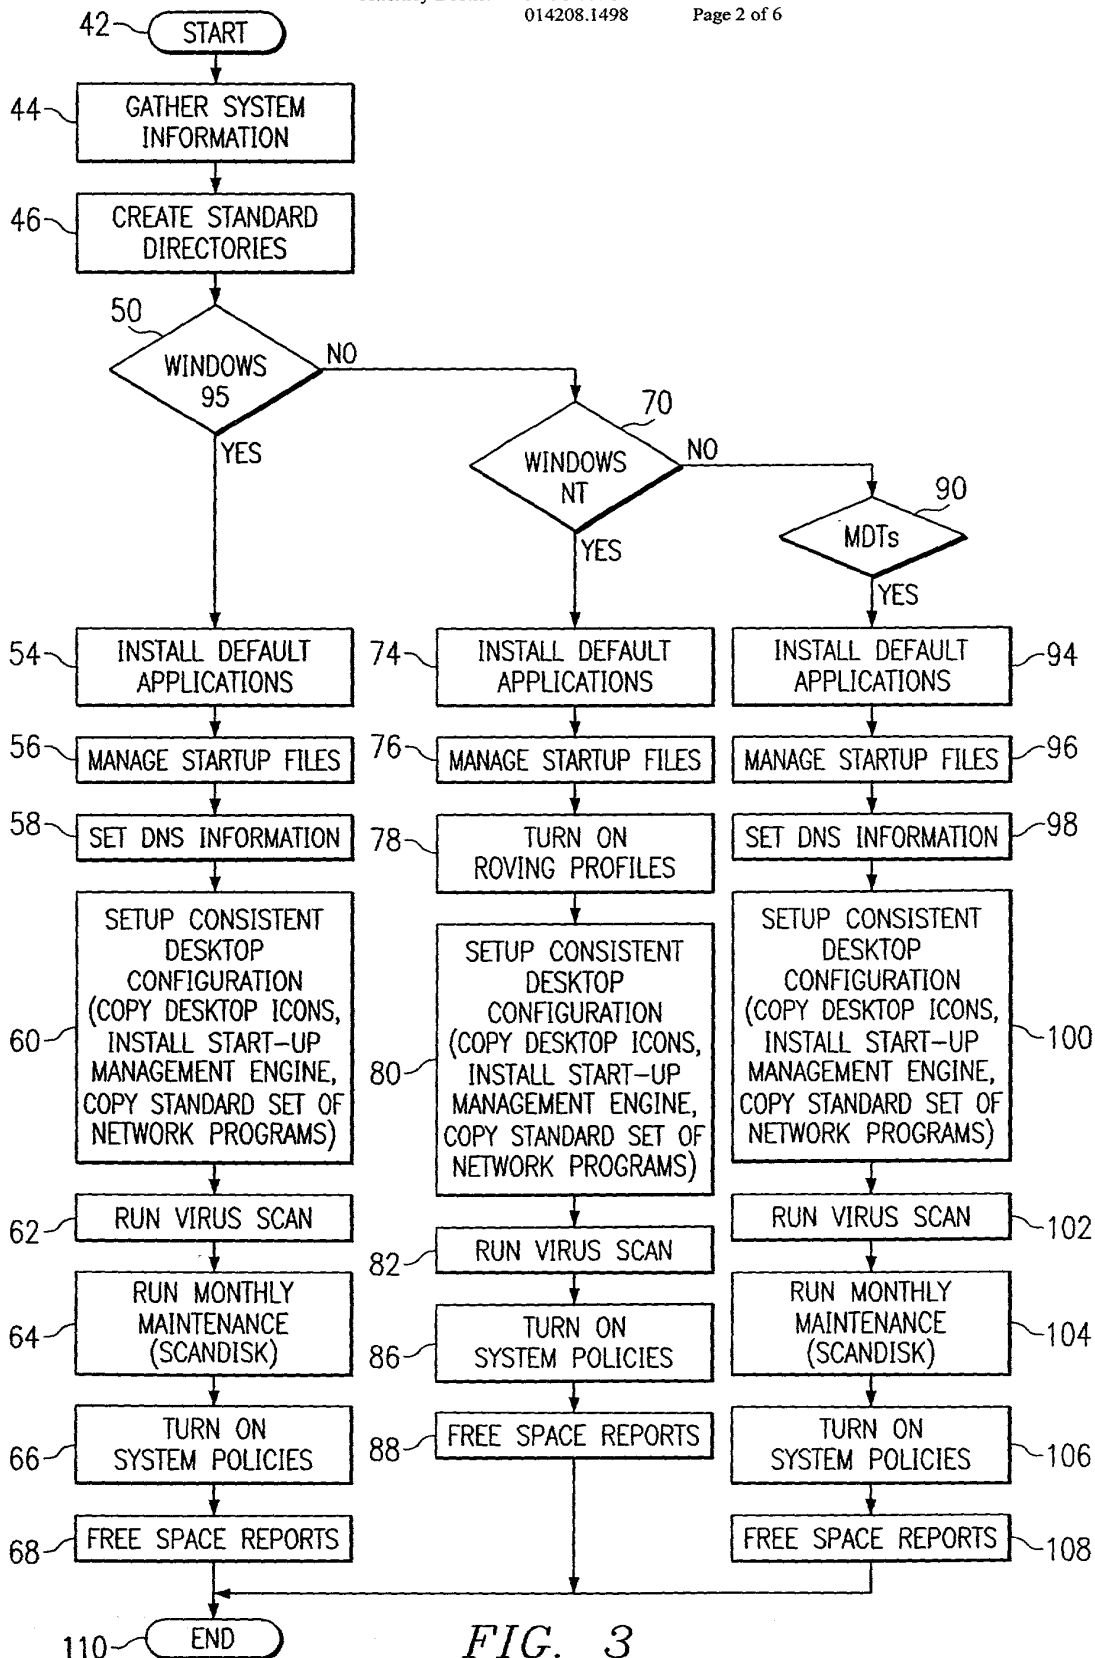 014208.1498 Page 2 of 6
42
START
44
GATHER SYSTEM
INFORMATION
46
CREATE STANDARD
DIRECTORIES
50
WINDOWS
95
NO
YES
70
WINDOWS
NT
NO
YES
90
MDTs
YES
54
INSTALL DEFAULT
APPLICATIONS
56
MANAGE STARTUP FILES
58
SET DNS INFORMATION
60
SETUP CONSISTENT
DESKTOP
CONFIGURATION
(COPY DESKTOP ICONS,
INSTALL START-UP
MANAGEMENT ENGINE,
COPY STANDARD SET OF
NETWORK PROGRAMS)
62
RUN VIRUS SCAN
64
RUN MONTHLY
MAINTENANCE
(SCANDISK)
66
TURN ON
SYSTEM POLICIES
68
FREE SPACE REPORTS
74
INSTALL DEFAULT
APPLICATIONS
76
MANAGE STARTUP FILES
78
TURN ON
ROVING PROFILES
80
SETUP CONSISTENT
DESKTOP
CONFIGURATION
(COPY DESKTOP ICONS,
INSTALL START-UP
MANAGEMENT ENGINE,
COPY STANDARD SET OF
NETWORK PROGRAMS)
82
RUN VIRUS SCAN
86
TURN ON
SYSTEM POLICIES
88
FREE SPACE REPORTS
INSTALL DEFAULT
APPLICATIONS
94
MANAGE STARTUP FILES
96
SET DNS INFORMATION
98
SETUP CONSISTENT
DESKTOP
CONFIGURATION
(COPY DESKTOP ICONS,
INSTALL START-UP
MANAGEMENT ENGINE,
COPY STANDARD SET OF
NETWORK PROGRAMS)
100
RUN VIRUS SCAN
102
RUN MONTHLY
MAINTENANCE
(SCANDISK)
104
TURN ON
SYSTEM POLICIES
106
FREE SPACE REPORTS
108
110
END
FIG. 3